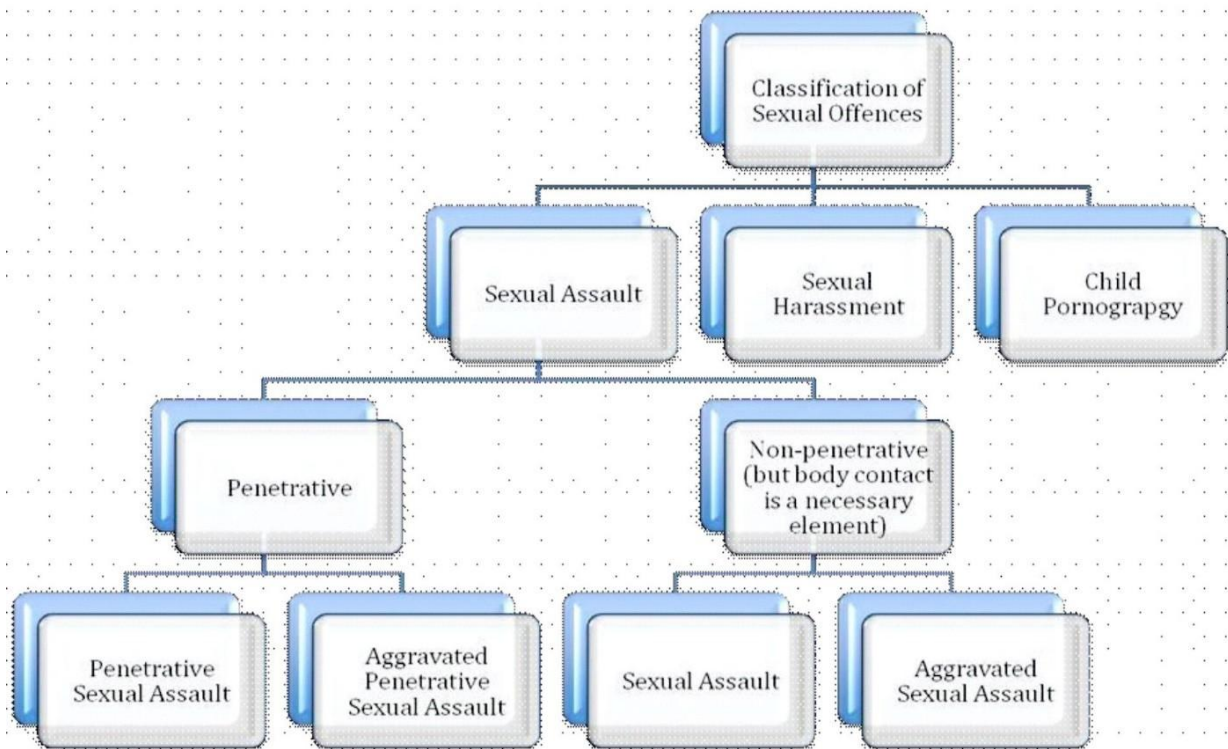 Classification of
Sexual Offences
Sexual Assault
Sexual
Harassment
Child
Pornograpgy
Penetrative
Non-penetrative
(but body contact
is a necessary
element)
Penetrative
Sexual Assault
Aggravated
Penetrative
Sexual Assault
Sexual Assault
Aggravated
Sexual Assault